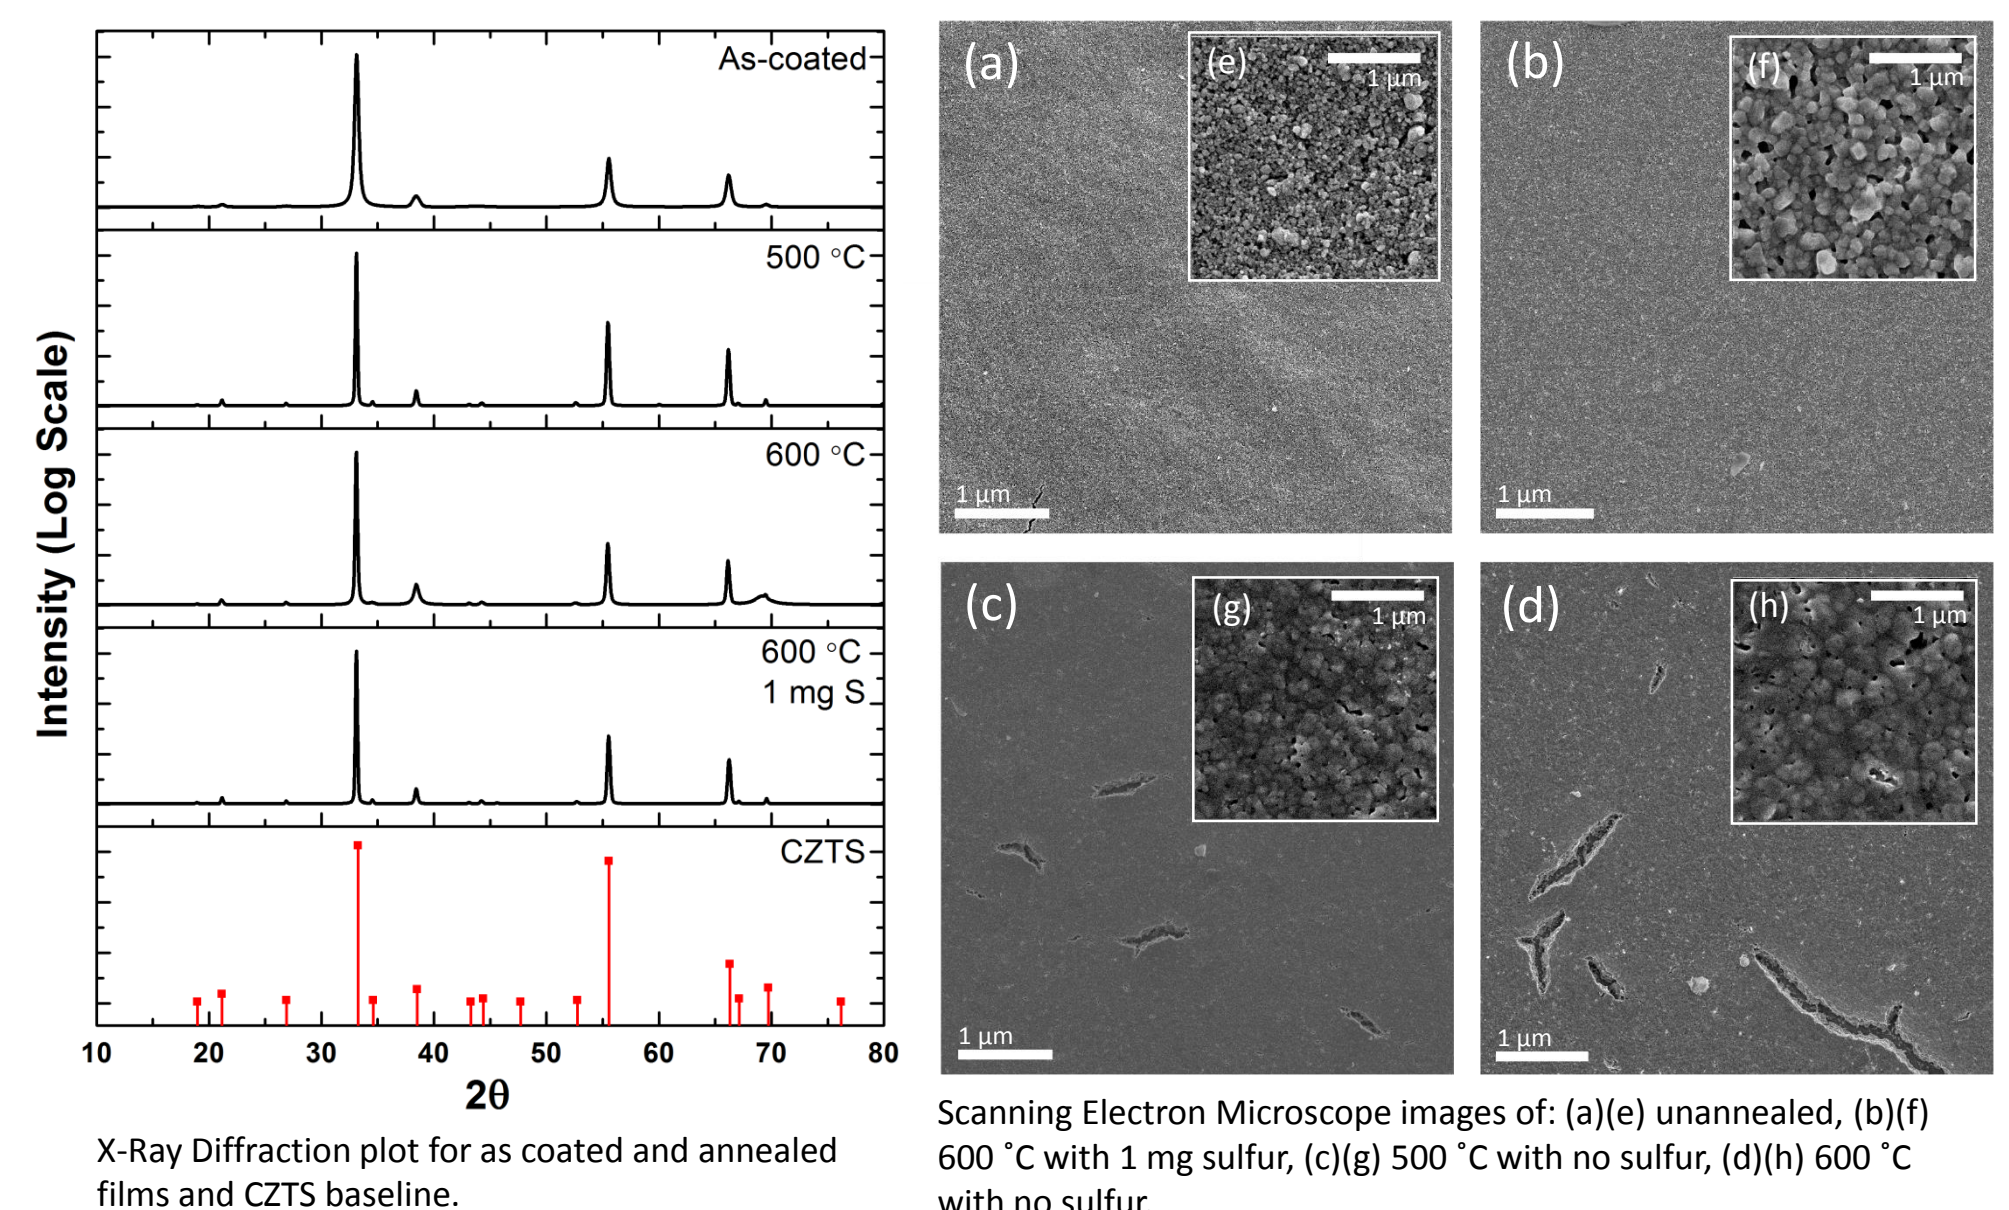 Intensity (Log Scale)
As-coated
500 °C
600 °C
600 °C
1 mg S
CZTS
10 20 30 40 50 60 70 80
2θ
X-Ray Diffraction plot for as coated and annealed
films and CZTS baseline.
(a)
(e)
1 µm
1 µm
(b)
(f)
1 µm
1 µm
(c)
(g)
1 µm
1 µm
(d)
(h)
1 µm
1 µm
Scanning Electron Microscope images of: (a)(e) unannealed, (b)(f)
600 ˚C with 1 mg sulfur, (c)(g) 500 ˚C with no sulfur, (d)(h) 600 ˚C
with no sulfur